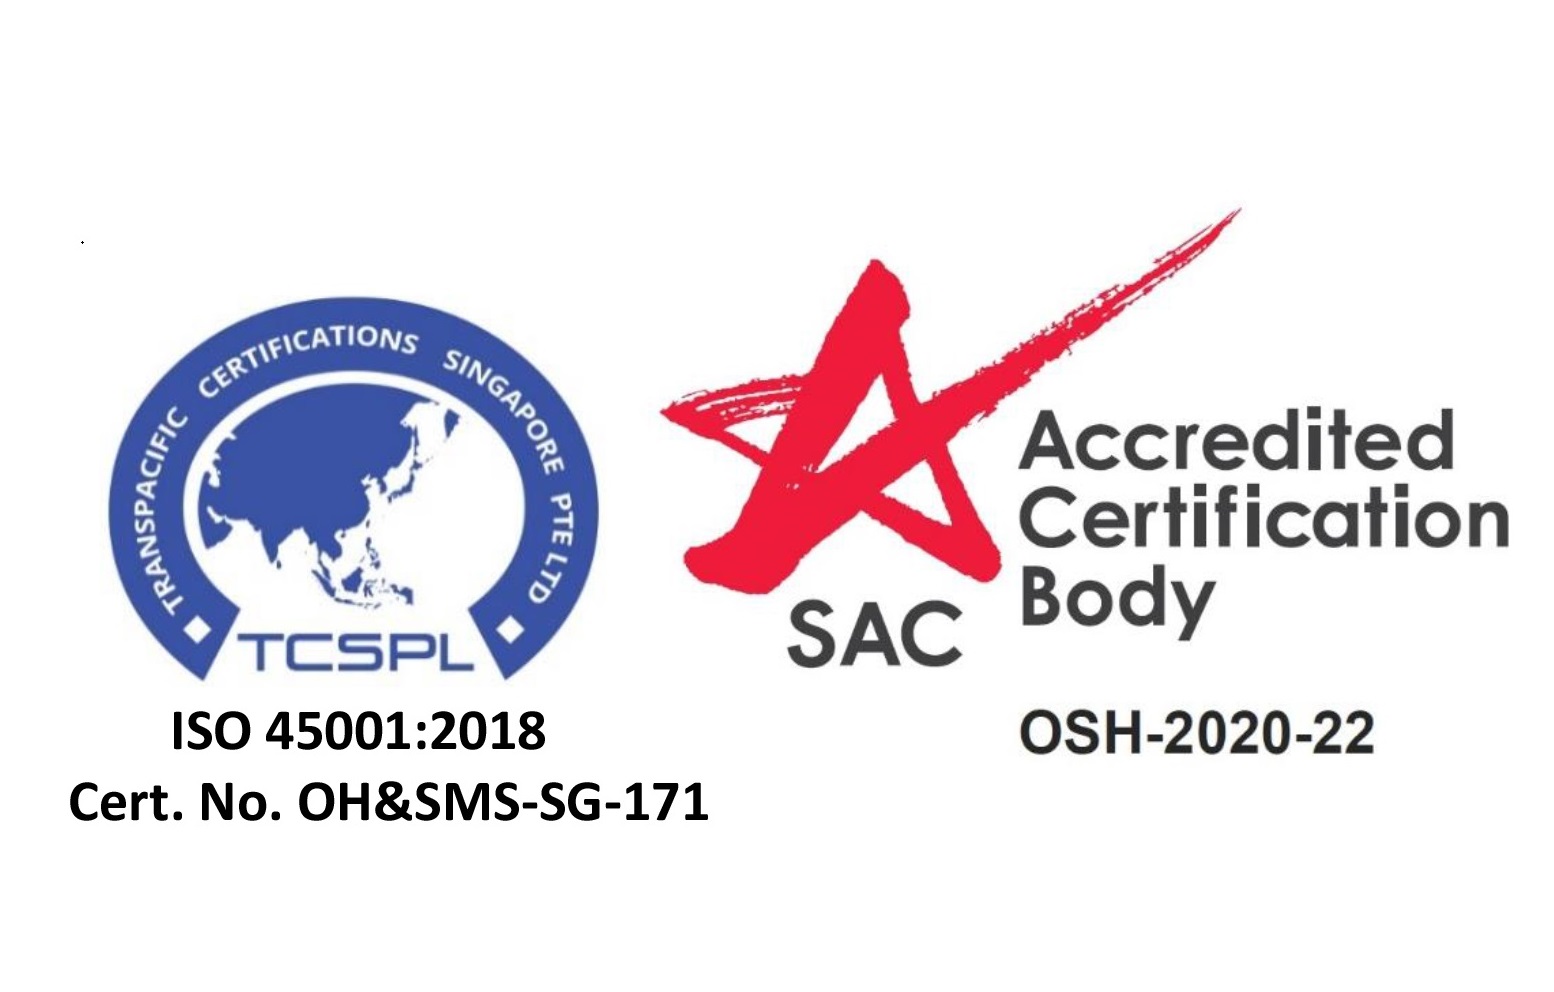 TRANSPACIFIC CERTIFICATIONS SINGAPORE PTE LTD
TCSPL
ISO 45001:2018
Cert. No. OH&SMS-SG-171
SAC
Accredited
Certification
Body
OSH-2020-22